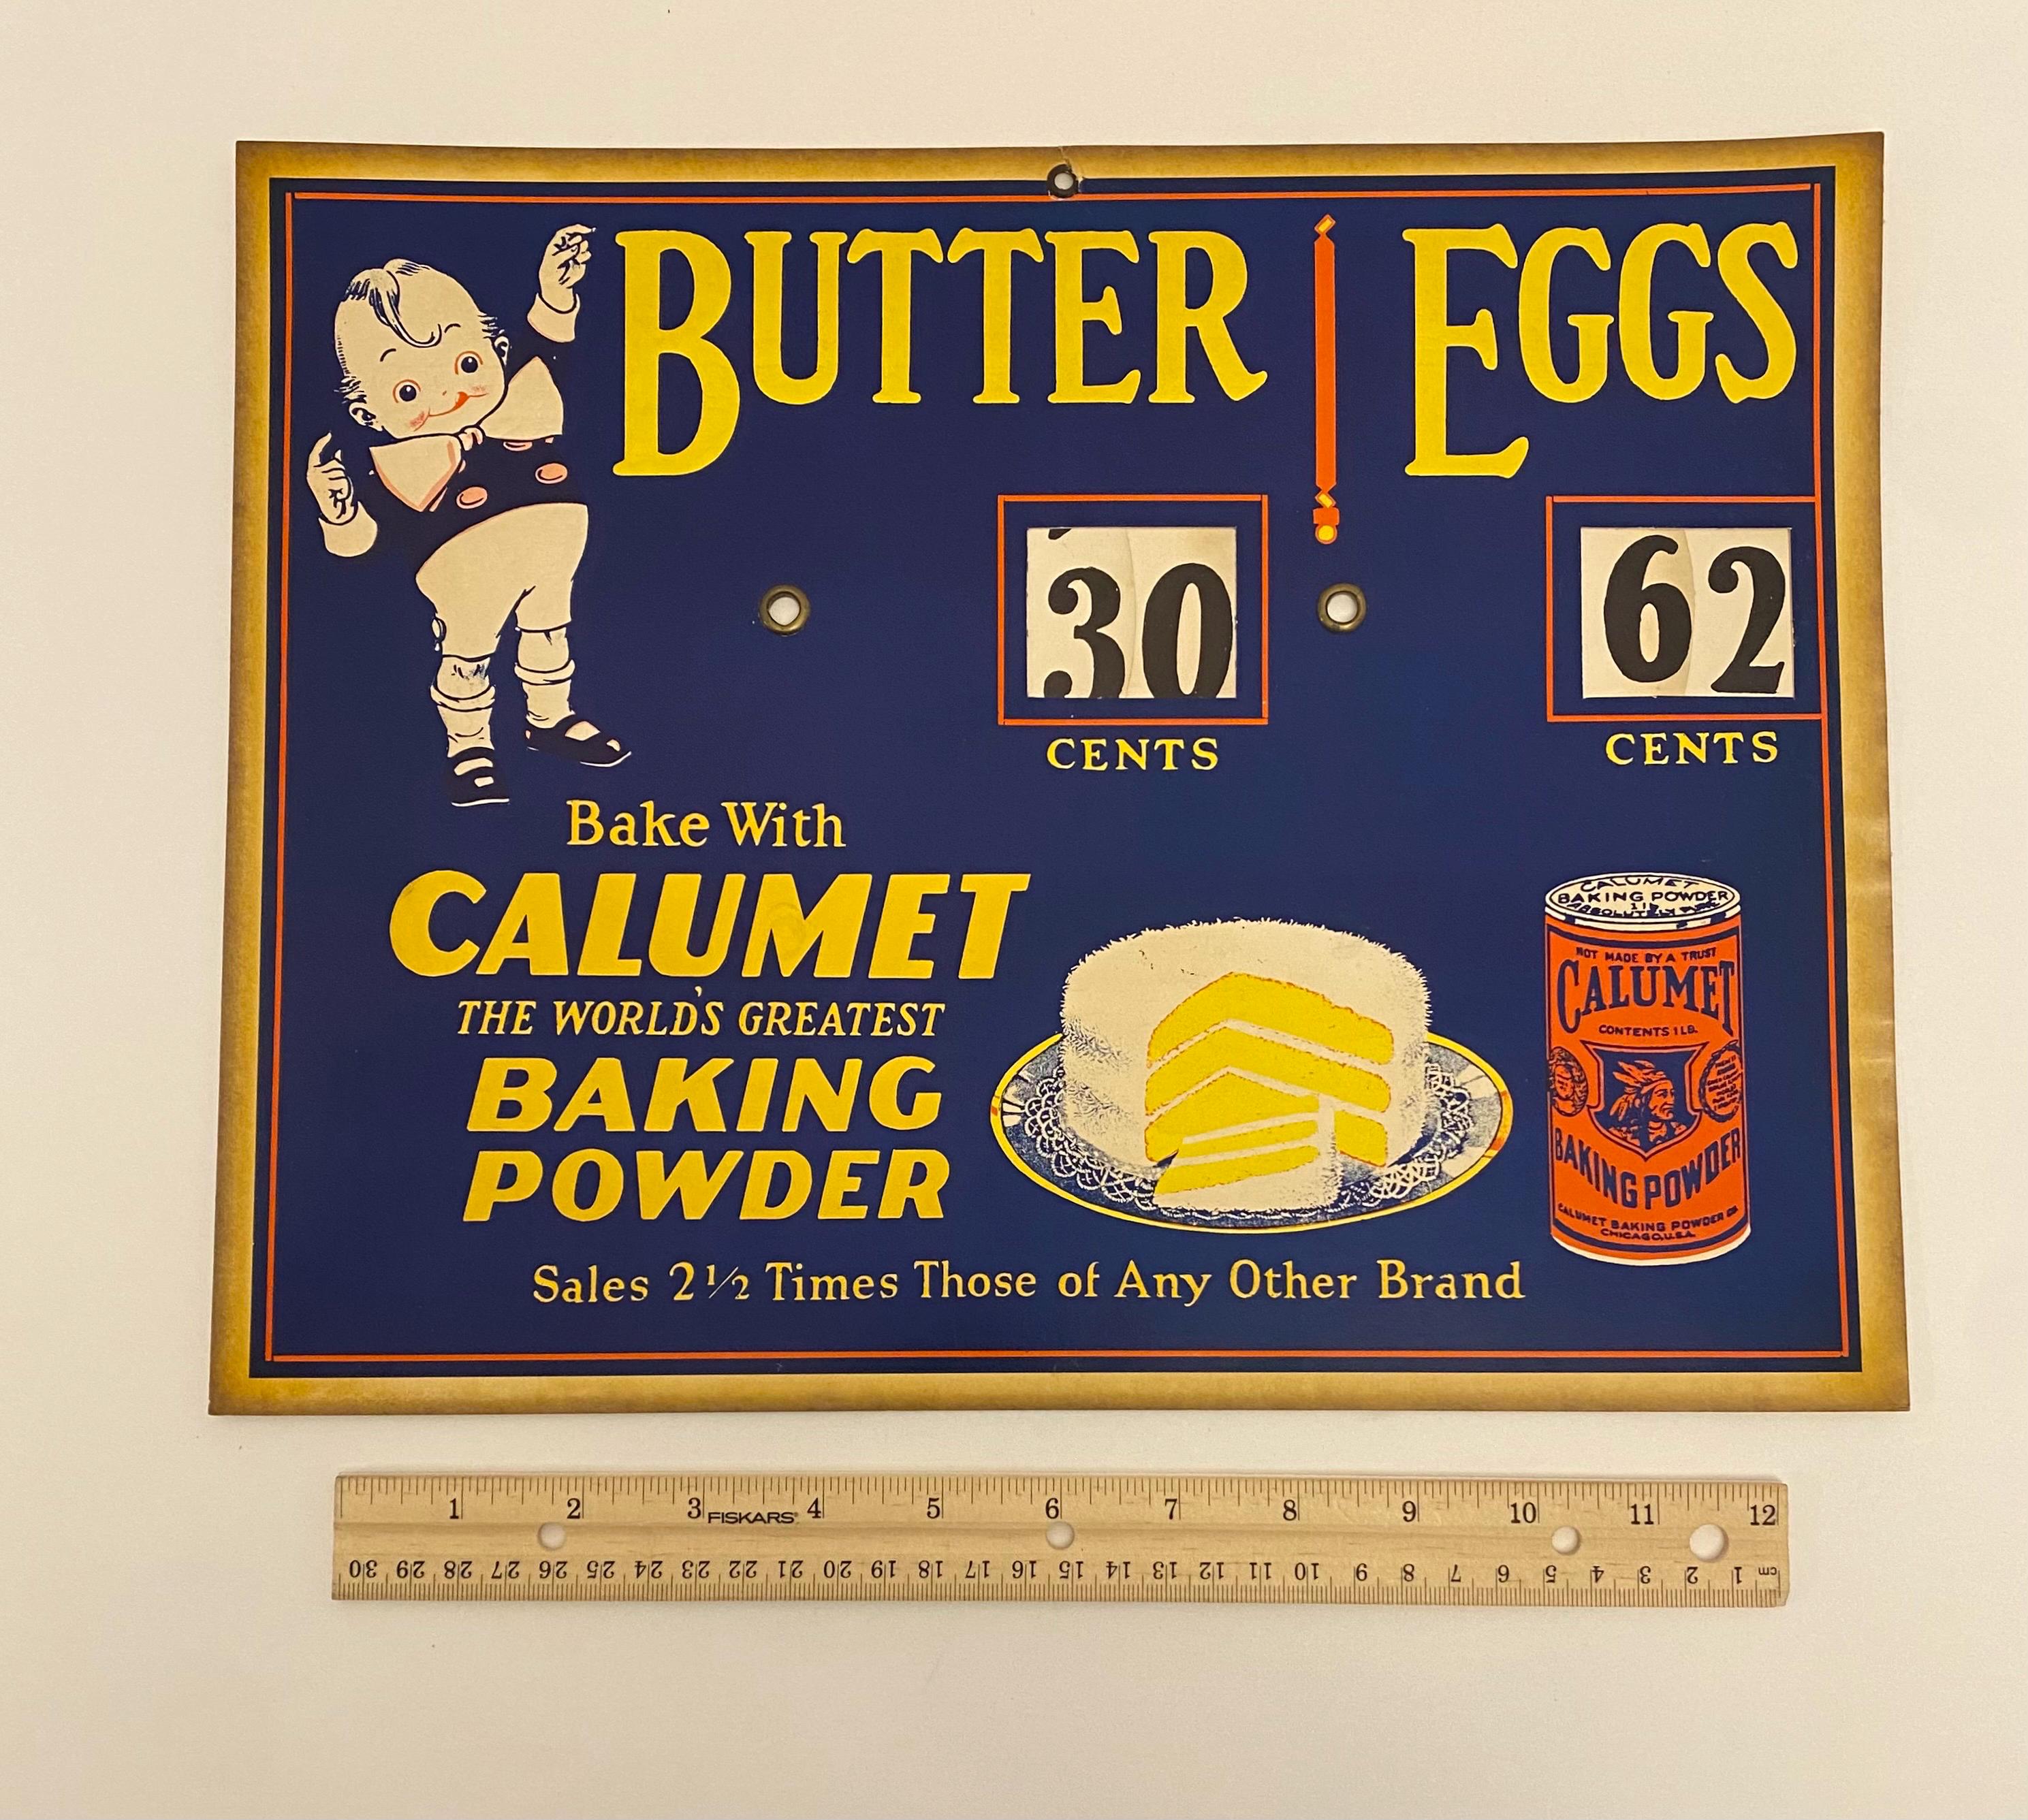 BUTTER EGGS
30 62
CENTS CENTS
Bake With
CALUMET
THE WORLD'S GREATEST
BAKING
POWDER
Sales 2½ Times Those of Any Other Brand
CALUMET
BAKING POWDER
NOT MADE BY A TRUST
CALUMET
CONTENTS 1 LB.
BAKING POWDER
CALUMET BAKING POWDER CO.
CHICAGO, U.S.A.
1 2 3 FISKARS 4 5 6 7 8 9 10 11 12
30 29 28 27 26 25 24 23 22 21 20 19 18 17 16 15 14 13 12 11 10 9 8 7 6 5 4 3 2 1 cm